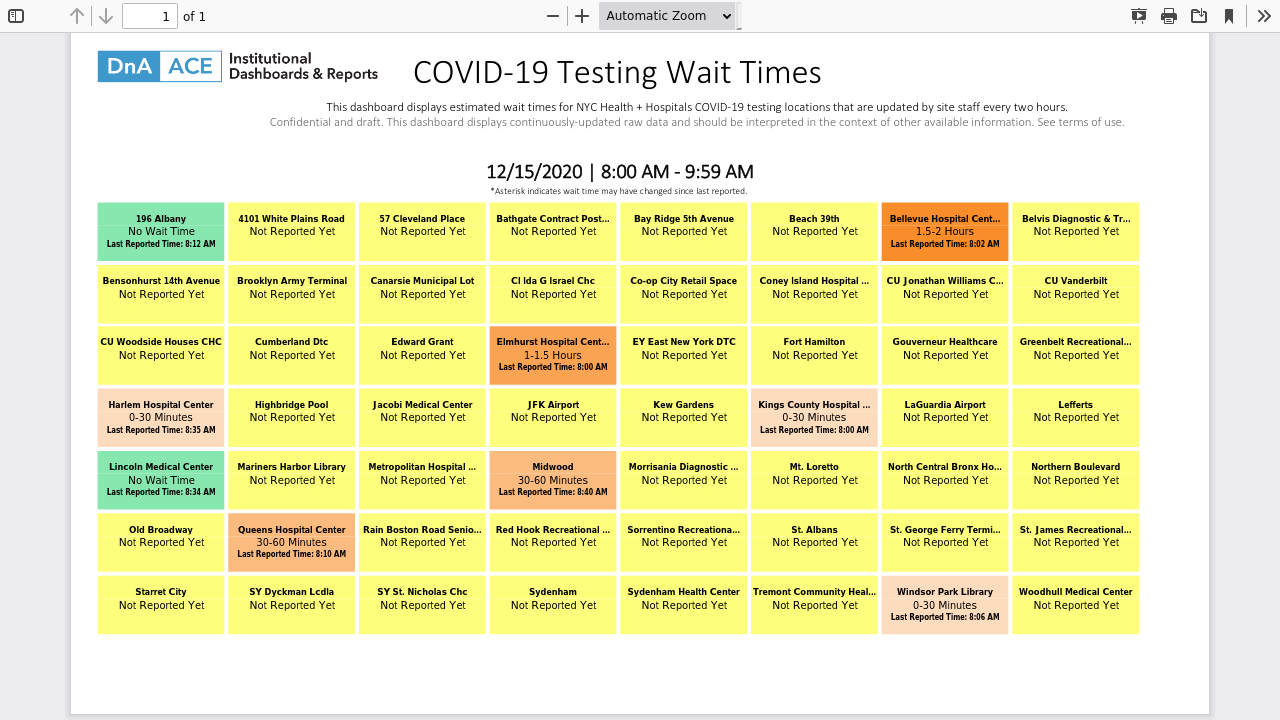 1 of 1 Automatic Zoom
DnA ACE Institutional
Dashboards & Reports
COVID-19 Testing Wait Times
This dashboard displays estimated wait times for NYC Health + Hospitals COVID-19 testing locations that are updated by site staff every two hours.
Confidential and draft. This dashboard displays continuously-updated raw data and should be interpreted in the context of other available information. See terms of use.
12/15/2020 | 8:00 AM - 9:59 AM
*Asterisk indicates wait time may have changed since last reported.
196 Albany 4101 White Plains Road 57 Cleveland Place Bathgate Contract Post... Bay Ridge 5th Avenue Beach 39th Bellevue Hospital Cent... Belvis Diagnostic & Tr...
No Wait Time Not Reported Yet Not Reported Yet Not Reported Yet Not Reported Yet Not Reported Yet 1.5-2 Hours Not Reported Yet
Last Reported Time: 8:12 AM Last Reported Time: 8:02 AM
Bensonhurst 14th Avenue Brooklyn Army Terminal Canarsie Municipal Lot Cl Ida G Israel Chc Co-op City Retail Space Coney Island Hospital ... CU Jonathan Williams C... CU Vanderbilt
Not Reported Yet Not Reported Yet Not Reported Yet Not Reported Yet Not Reported Yet Not Reported Yet Not Reported Yet Not Reported Yet
CU Woodside Houses CHC Cumberland Dtc Edward Grant Elmhurst Hospital Cent... EY East New York DTC Fort Hamilton Gouverneur Healthcare Greenbelt Recreational...
Not Reported Yet Not Reported Yet Not Reported Yet 1-1.5 Hours Not Reported Yet Not Reported Yet Not Reported Yet Not Reported Yet
Last Reported Time: 8:00 AM
Harlem Hospital Center Highbridge Pool Jacobi Medical Center JFK Airport Kew Gardens Kings County Hospital ... LaGuardia Airport Lefferts
0-30 Minutes Not Reported Yet Not Reported Yet Not Reported Yet Not Reported Yet 0-30 Minutes Not Reported Yet Not Reported Yet
Last Reported Time: 8:35 AM Last Reported Time: 8:00 AM
Lincoln Medical Center Mariners Harbor Library Metropolitan Hospital ... Midwood Morrisania Diagnostic ... Mt. Loretto North Central Bronx Ho... Northern Boulevard
No Wait Time Not Reported Yet Not Reported Yet 30-60 Minutes Not Reported Yet Not Reported Yet Not Reported Yet Not Reported Yet
Last Reported Time: 8:34 AM Last Reported Time: 8:40 AM
Old Broadway Queens Hospital Center Rain Boston Road Senio... Red Hook Recreational ... Sorrentino Recreationa... St. Albans St. George Ferry Termi... St. James Recreational...
Not Reported Yet 30-60 Minutes Not Reported Yet Not Reported Yet Not Reported Yet Not Reported Yet Not Reported Yet Not Reported Yet
Last Reported Time: 8:10 AM
Starret City SY Dyckman Lcdla SY St. Nicholas Chc Sydenham Sydenham Health Center Tremont Community Heal... Windsor Park Library Woodhull Medical Center
Not Reported Yet Not Reported Yet Not Reported Yet Not Reported Yet Not Reported Yet Not Reported Yet 0-30 Minutes Not Reported Yet
Last Reported Time: 8:06 AM